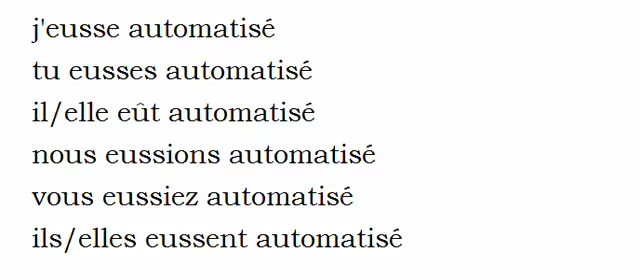 j'eusse automatisé
tu eusses automatisé
il/elle eût automatisé
nous eussions automatisé
vous eussiez automatisé
ils/elles eussent automatisé